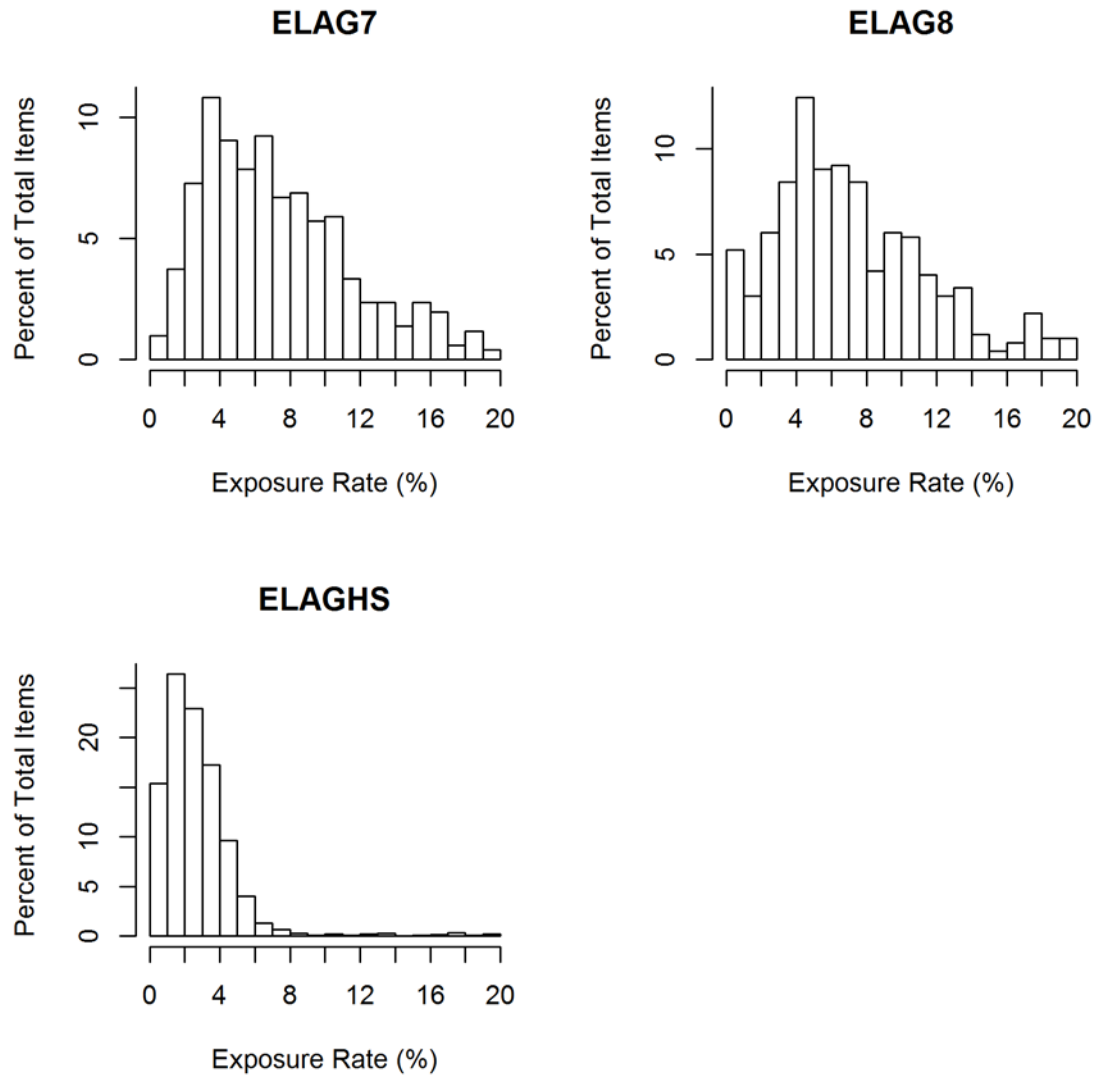 ELAG7
Percent of Total Items
10
5
0
0 4 8 12 16 20
Exposure Rate (%)
ELAG8
Percent of Total Items
10
5
0
0 4 8 12 16 20
Exposure Rate (%)
ELAGHS
Percent of Total Items
20
10
5
0
0 4 8 12 16 20
Exposure Rate (%)